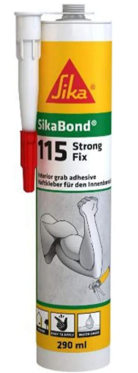 Sika
SikaBond®
115 Strong
Fix
Interior grab adhesive
Haftkleber für den Innenbereich
290 ml